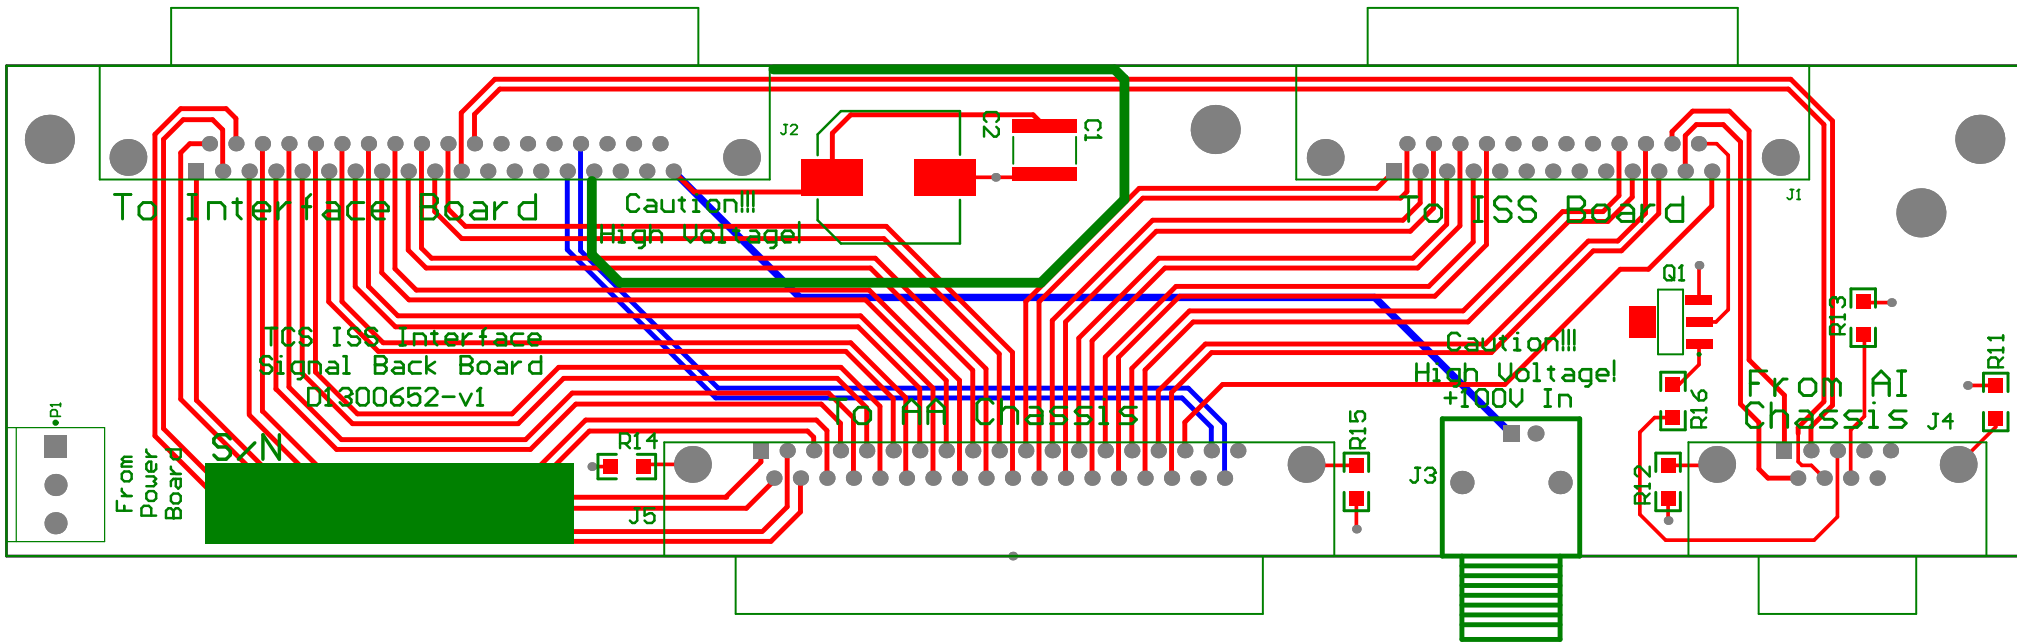 J2
C2
C1
To Interface Board
Caution!!!
High Voltage!
To ISS Board
J1
Q1
R13
TCS ISS Interface
Signal Back Board
D1300652-v1
Caution!!!
High Voltage!
+100V In
R11
From AI
Chassis
R16
J4
P1
To AA Chassis
SxN
R14
R15
From
Power
Board
J3
R12
J5